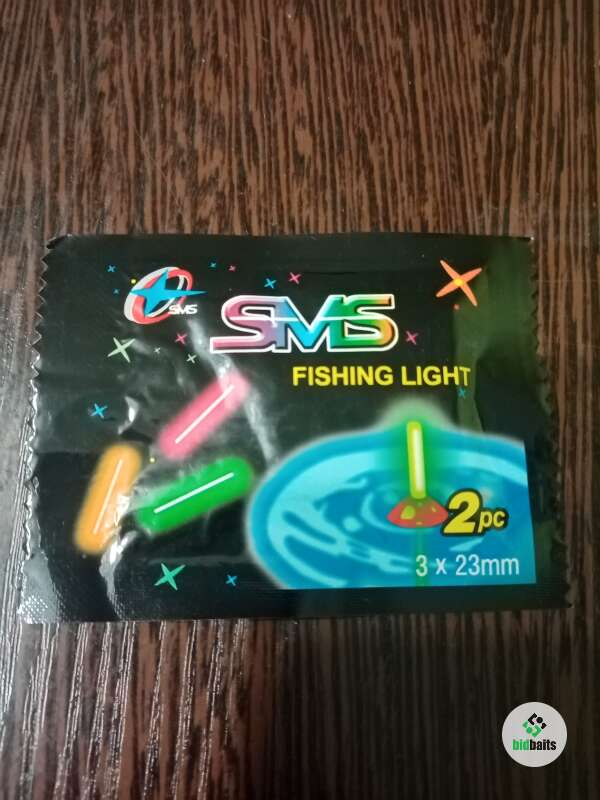 SMS
SMS
FISHING LIGHT
2pc
3 x 23mm
bidbaits